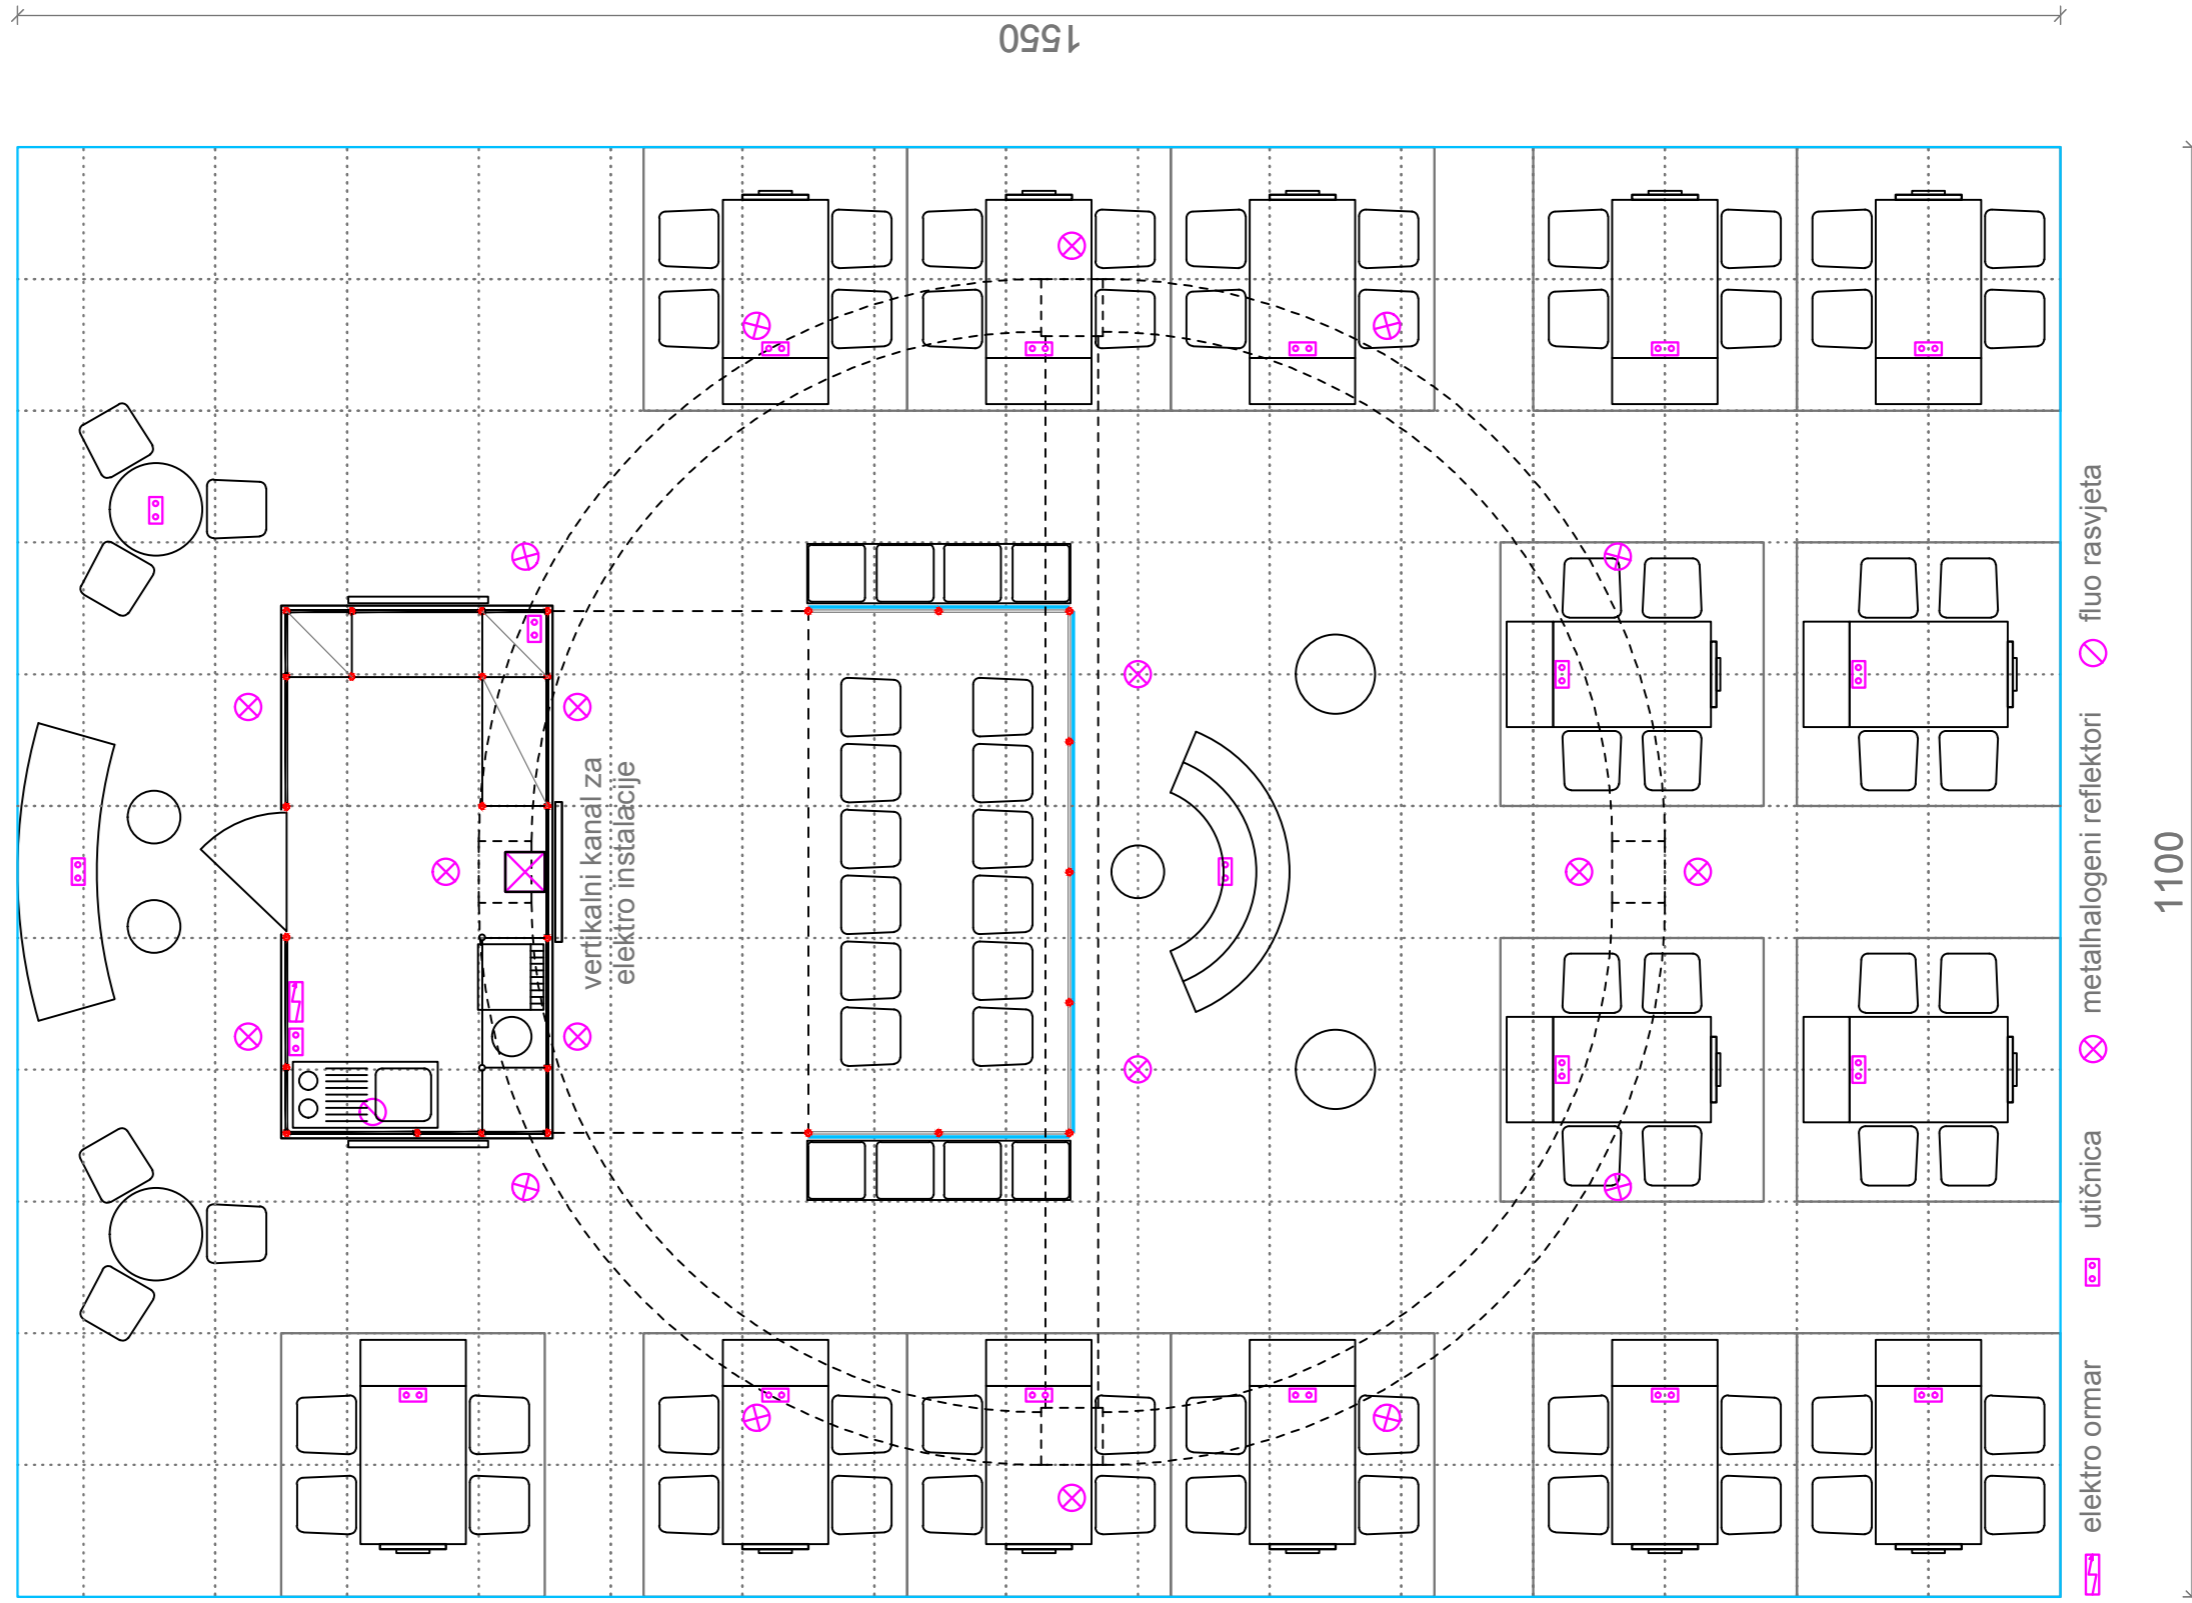 1550
1100
vertikalni kanal za
elektro instalacije
elektro ormar
utičnica
metalhalogeni reflektori
fluo rasvjeta